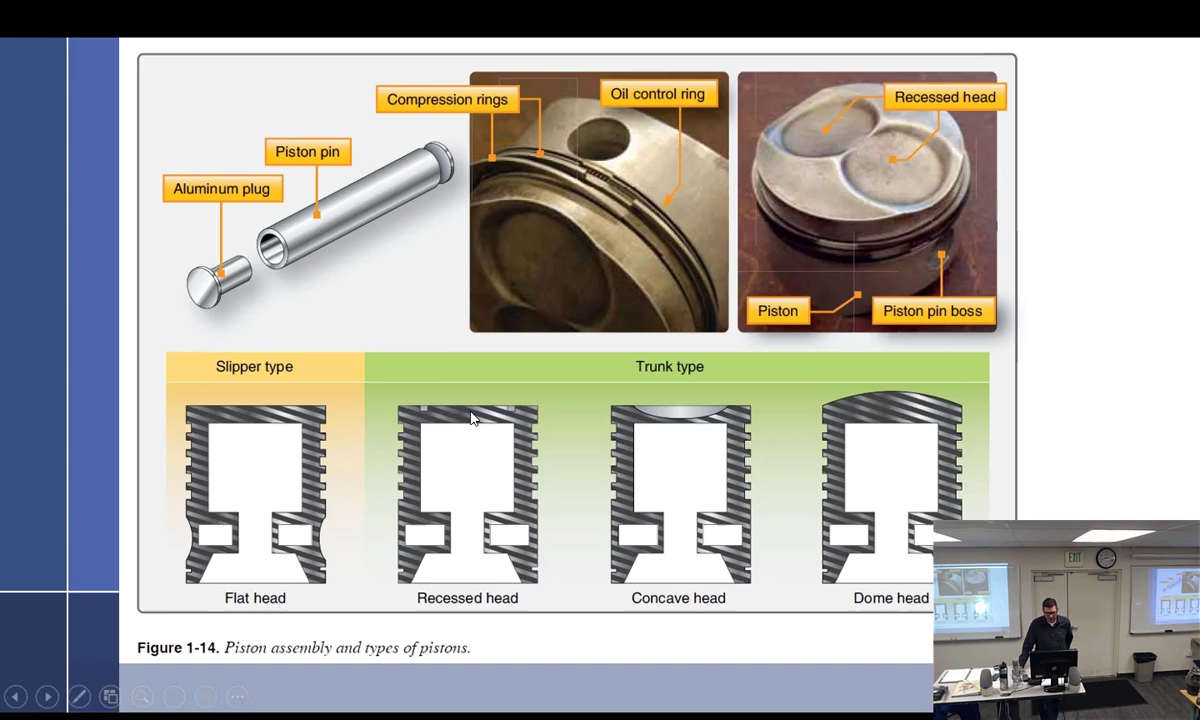 Compression rings
Oil control ring
Recessed head
Piston pin
Aluminum plug
Piston
Piston pin boss
Slipper type
Trunk type
Flat head
Recessed head
Concave head
Dome head
Figure 1-14. Piston assembly and types of pistons.
EXIT